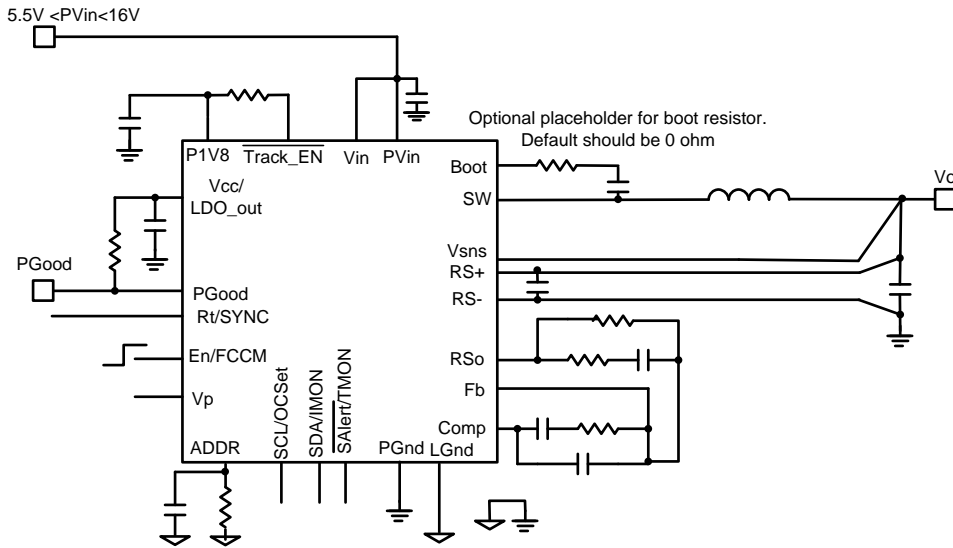 5.5V <PVin<16V
Optional placeholder for boot resistor.
Default should be 0 ohm
P1V8
Track_EN
Vin
PVin
Boot
Vcc/
LDO_out
SW
Vo
Vsns
PGood
RS+
PGood
RS-
Rt/SYNC
En/FCCM
RSo
Fb
Vp
Comp
ADDR
SCL/OCSet
SDA/IMON
SAlert/TMON
PGnd
LGnd